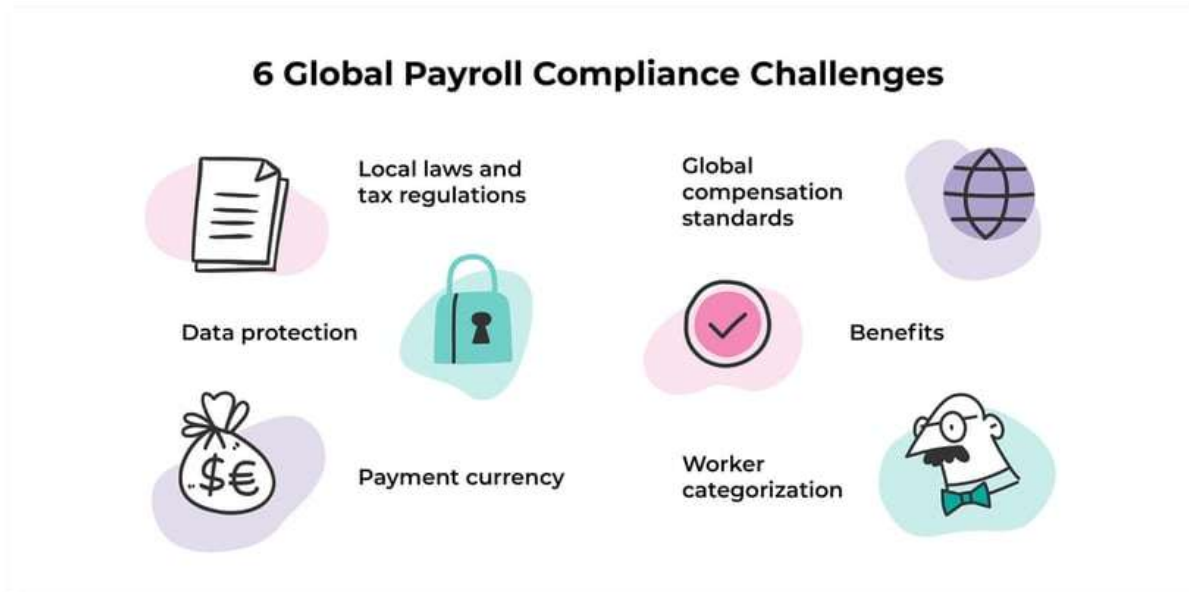 6 Global Payroll Compliance Challenges
Local laws and
tax regulations
Global
compensation
standards
Data protection
Benefits
$€
Payment currency
Worker
categorization